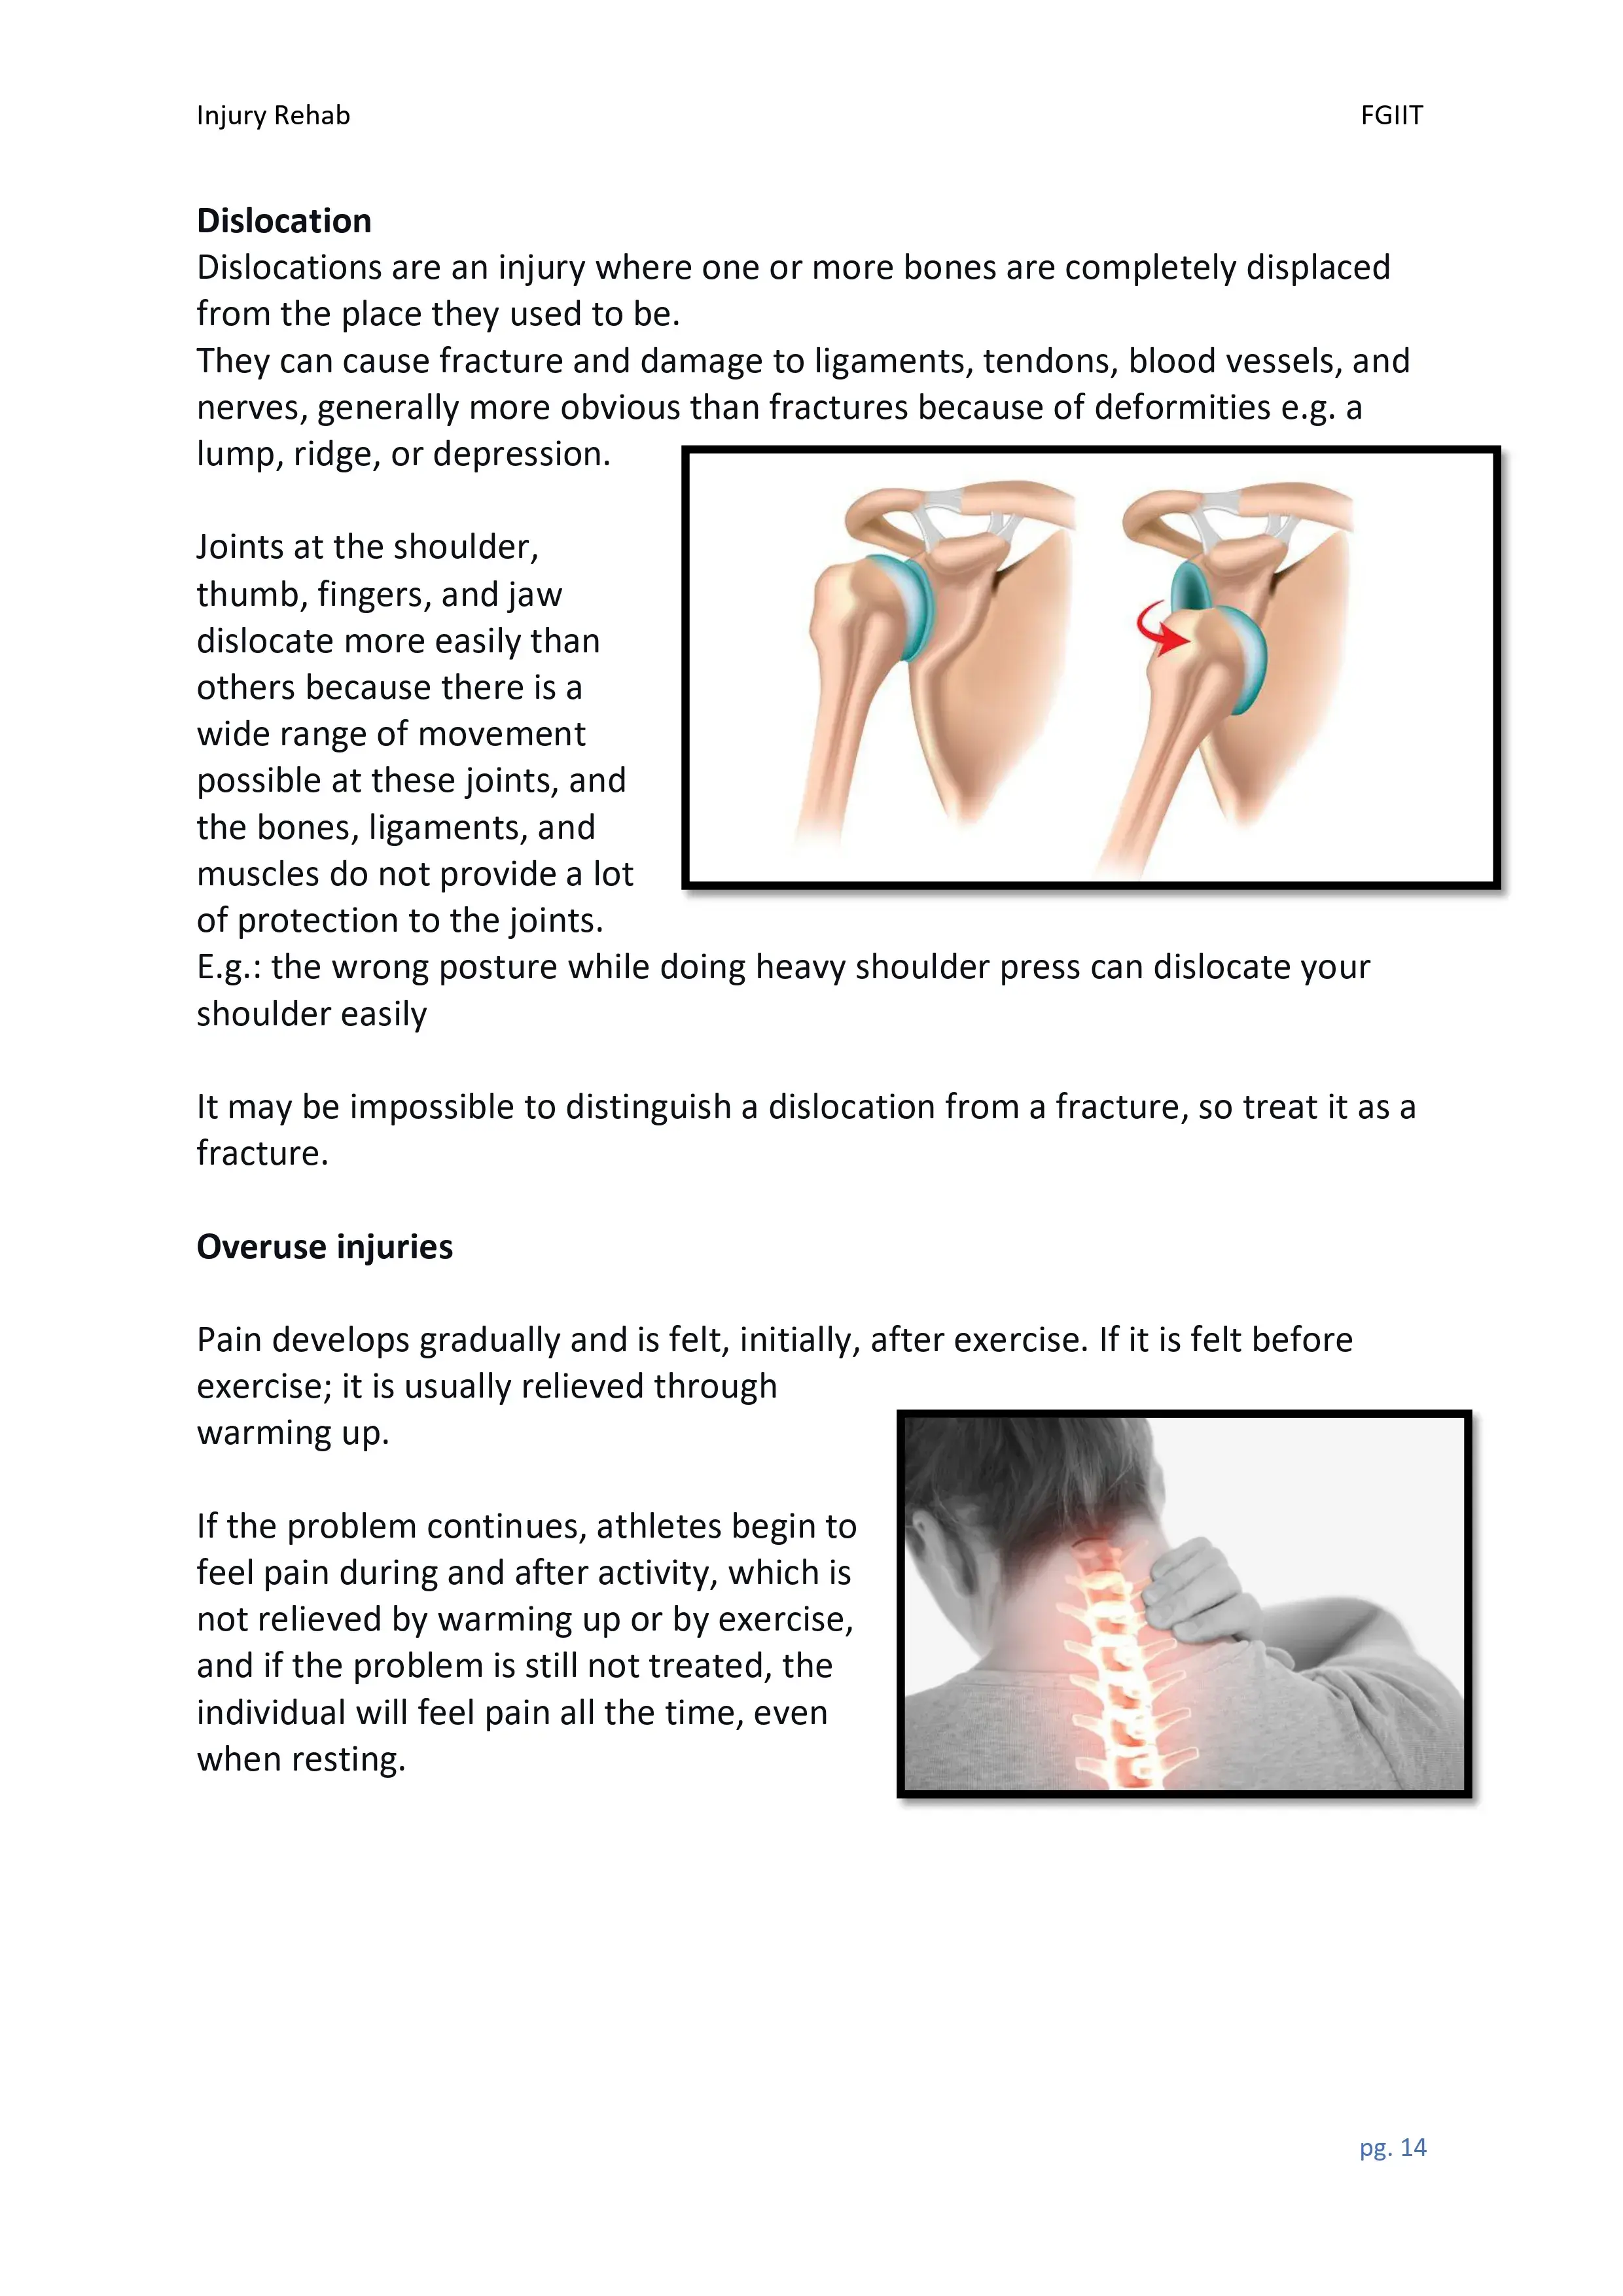 Injury Rehab FGIIT
Dislocation
Dislocations are an injury where one or more bones are completely displaced
from the place they used to be.
They can cause fracture and damage to ligaments, tendons, blood vessels, and
nerves, generally more obvious than fractures because of deformities e.g. a
lump, ridge, or depression.
Joints at the shoulder,
thumb, fingers, and jaw
dislocate more easily than
others because there is a
wide range of movement
possible at these joints, and
the bones, ligaments, and
muscles do not provide a lot
of protection to the joints.
E.g.: the wrong posture while doing heavy shoulder press can dislocate your
shoulder easily
It may be impossible to distinguish a dislocation from a fracture, so treat it as a
fracture.
Overuse injuries
Pain develops gradually and is felt, initially, after exercise. If it is felt before
exercise; it is usually relieved through
warming up.
If the problem continues, athletes begin to
feel pain during and after activity, which is
not relieved by warming up or by exercise,
and if the problem is still not treated, the
individual will feel pain all the time, even
when resting.
pg. 14